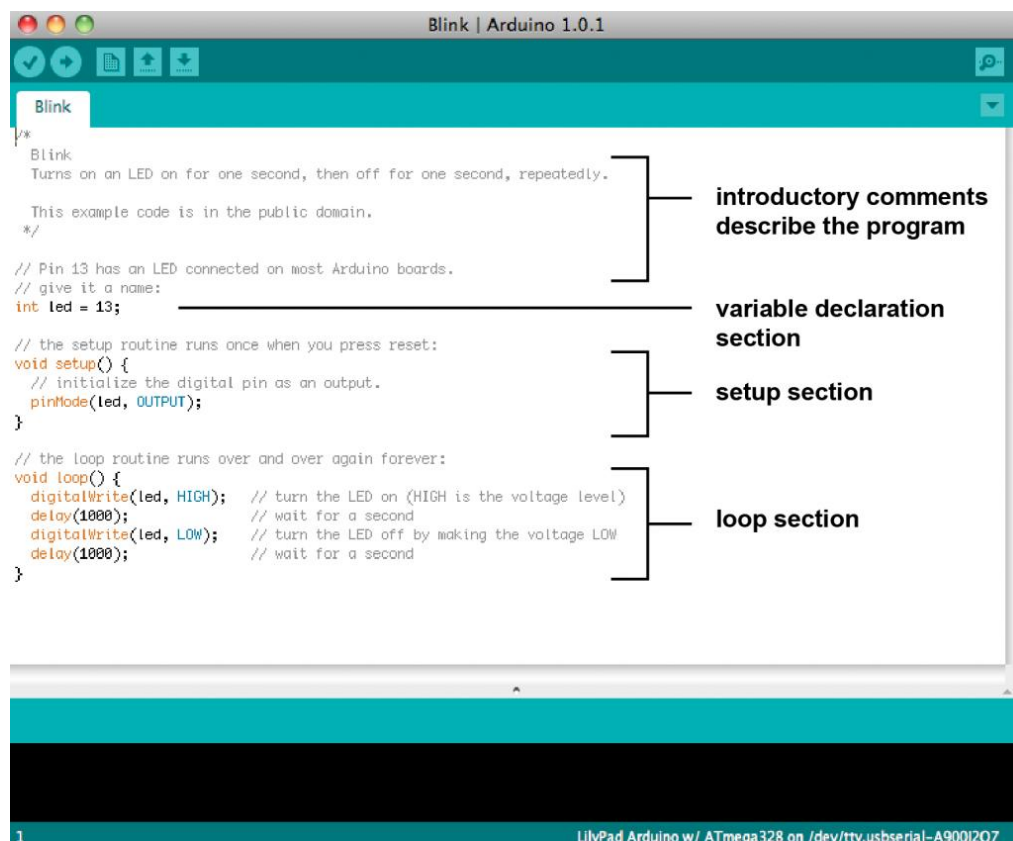 Blink | Arduino 1.0.1
Blink
/*
Blink
Turns on an LED on for one second, then off for one second, repeatedly.
This example code is in the public domain.
*/
// Pin 13 has an LED connected on most Arduino boards.
// give it a name:
int led = 13;
// the setup routine runs once when you press reset:
void setup() {
// initialize the digital pin as an output.
pinMode(led, OUTPUT);
}
// the loop routine runs over and over again forever:
void loop() {
digitalWrite(led, HIGH); // turn the LED on (HIGH is the voltage level)
delay(1000); // wait for a second
digitalWrite(led, LOW); // turn the LED off by making the voltage LOW
delay(1000); // wait for a second
}
introductory comments
describe the program
variable declaration
section
setup section
loop section
1
LilyPad Arduino w/ ATmega328 on /dev/tty.usbserial-A900J2Q7